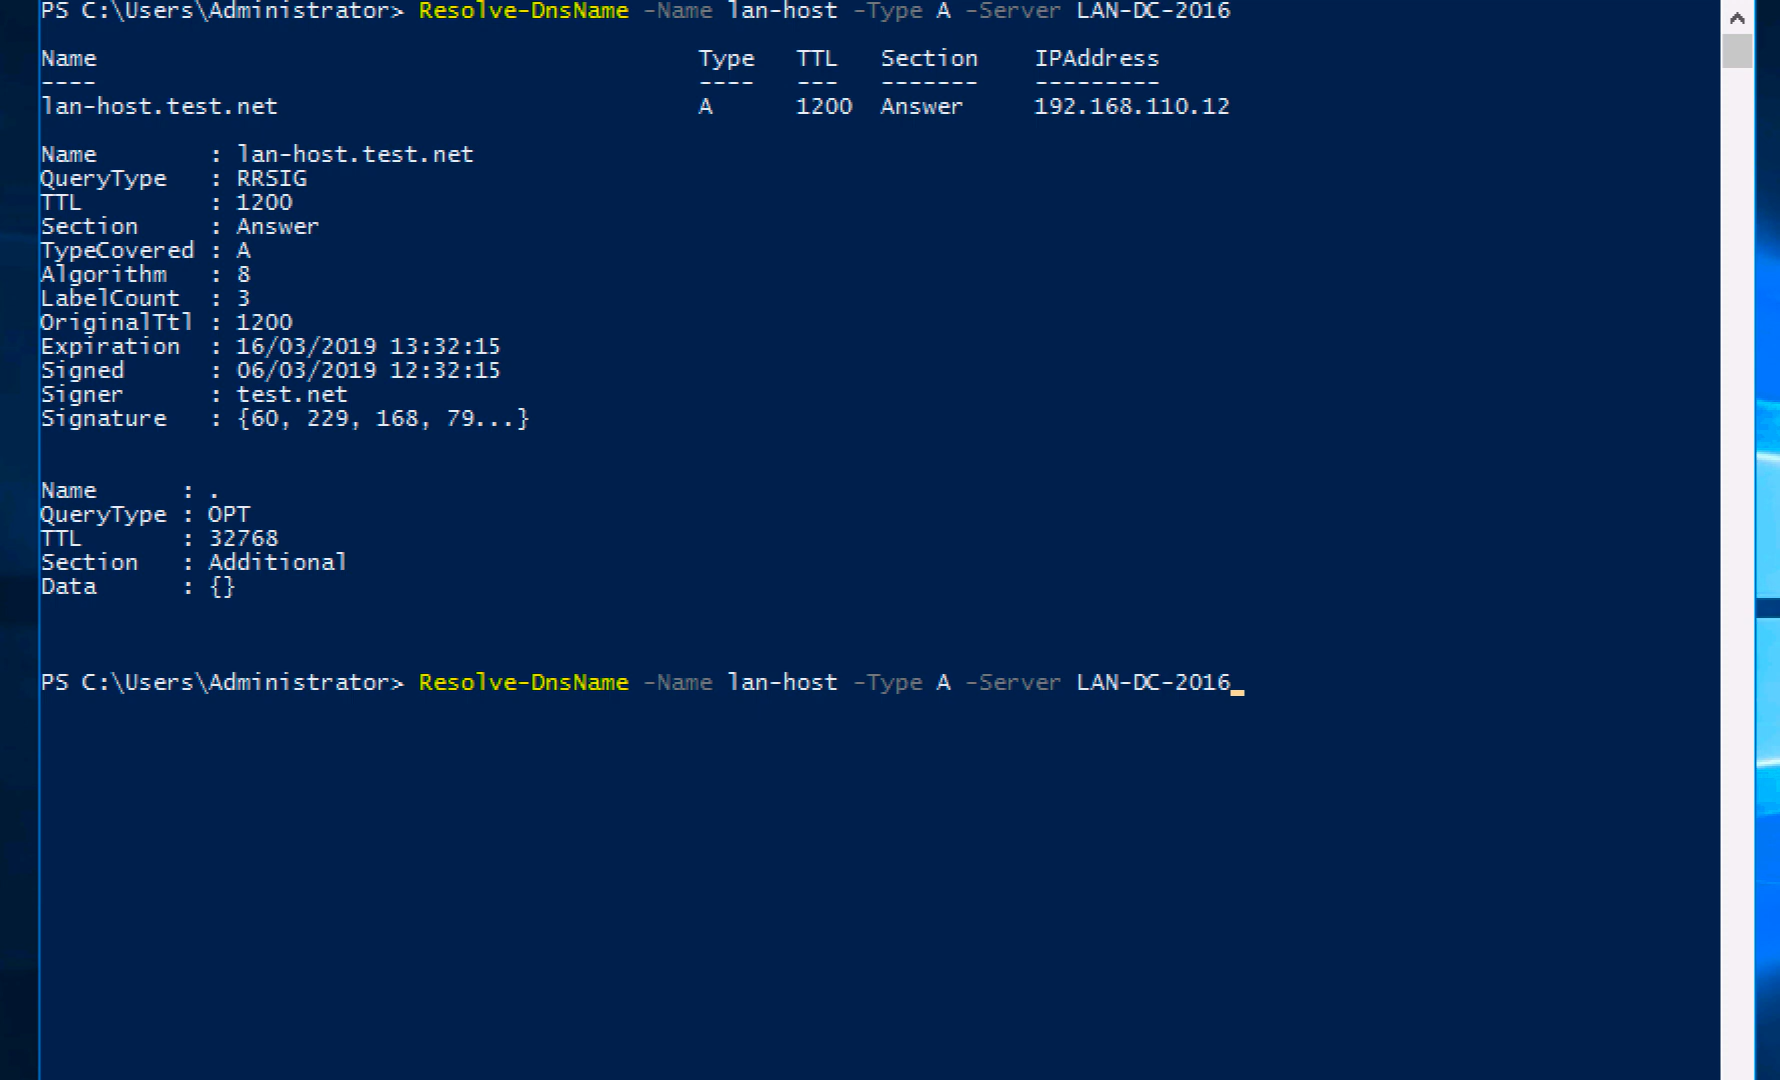 PS C:\Users\Administrator> Resolve-DnsName -Name lan-host -Type A -Server LAN-DC-2016
Name Type TTL Section IPAddress
---- ---- --- ------- ---------
lan-host.test.net A 1200 Answer 192.168.110.12
Name : lan-host.test.net
QueryType : RRSIG
TTL : 1200
Section : Answer
TypeCovered : A
Algorithm : 8
LabelCount : 3
OriginalTtl : 1200
Expiration : 16/03/2019 13:32:15
Signed : 06/03/2019 12:32:15
Signer : test.net
Signature : {60, 229, 168, 79...}
Name : .
QueryType : OPT
TTL : 32768
Section : Additional
Data : {}
PS C:\Users\Administrator> Resolve-DnsName -Name lan-host -Type A -Server LAN-DC-2016